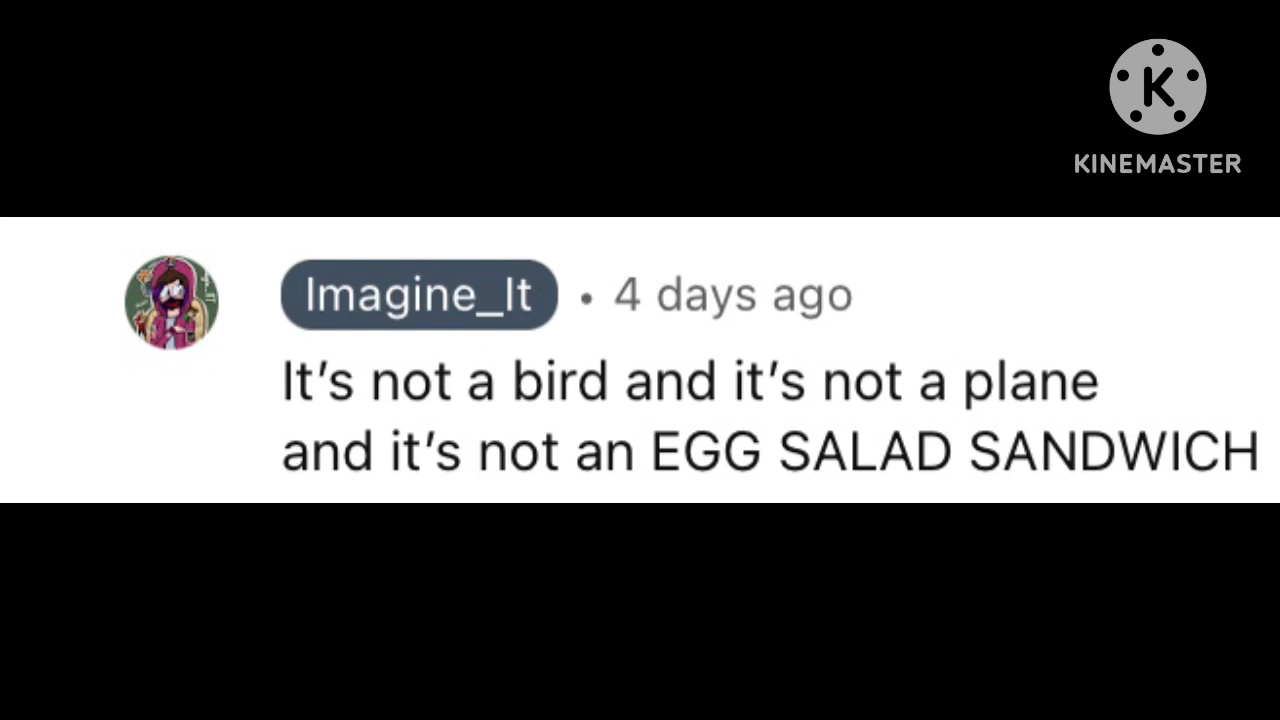 K
KINEMASTER
Imagine_It • 4 days ago
It’s not a bird and it’s not a plane
and it’s not an EGG SALAD SANDWICH